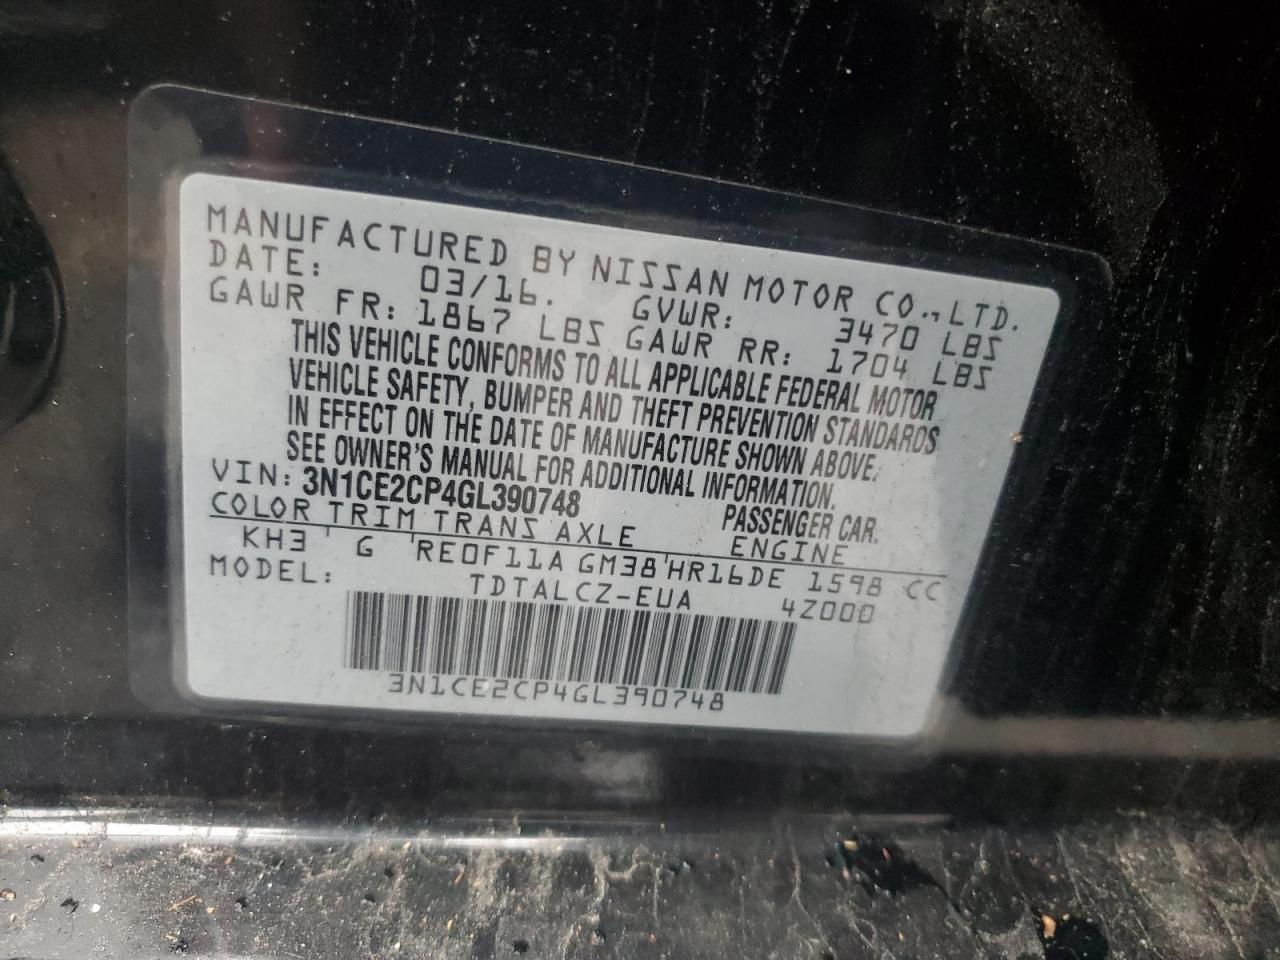 MANUFACTURED BY NISSAN MOTOR CO., LTD.
DATE: 03/16. GVWR: 3470 LBS
GAWR FR: 1867 LBS GAWR RR: 1704 LBS
THIS VEHICLE CONFORMS TO ALL APPLICABLE FEDERAL MOTOR
VEHICLE SAFETY, BUMPER AND THEFT PREVENTION STANDARDS
IN EFFECT ON THE DATE OF MANUFACTURE SHOWN ABOVE.
SEE OWNER'S MANUAL FOR ADDITIONAL INFORMATION.
VIN: 3N1CE2CP4GL390748 PASSENGER CAR.
COLOR TRIM TRANS AXLE ENGINE
KH3 G RE0F11A GM38 HR16DE 1598 CC
MODEL: TDTALCZ-EUA 4Z000
3N1CE2CP4GL390748